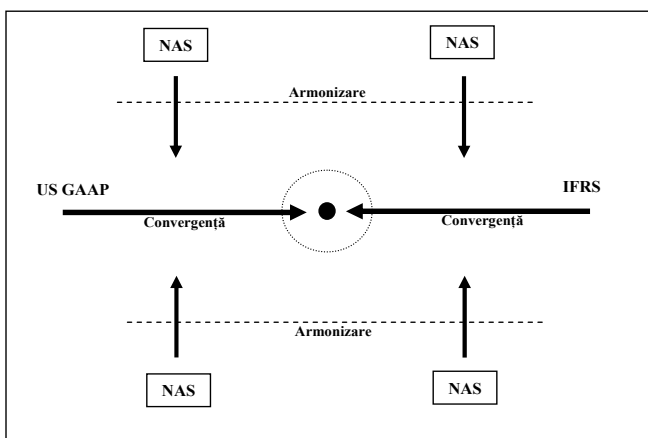 NAS
NAS
Armonizare
US GAAP
IFRS
Convergență
Convergență
Armonizare
NAS
NAS